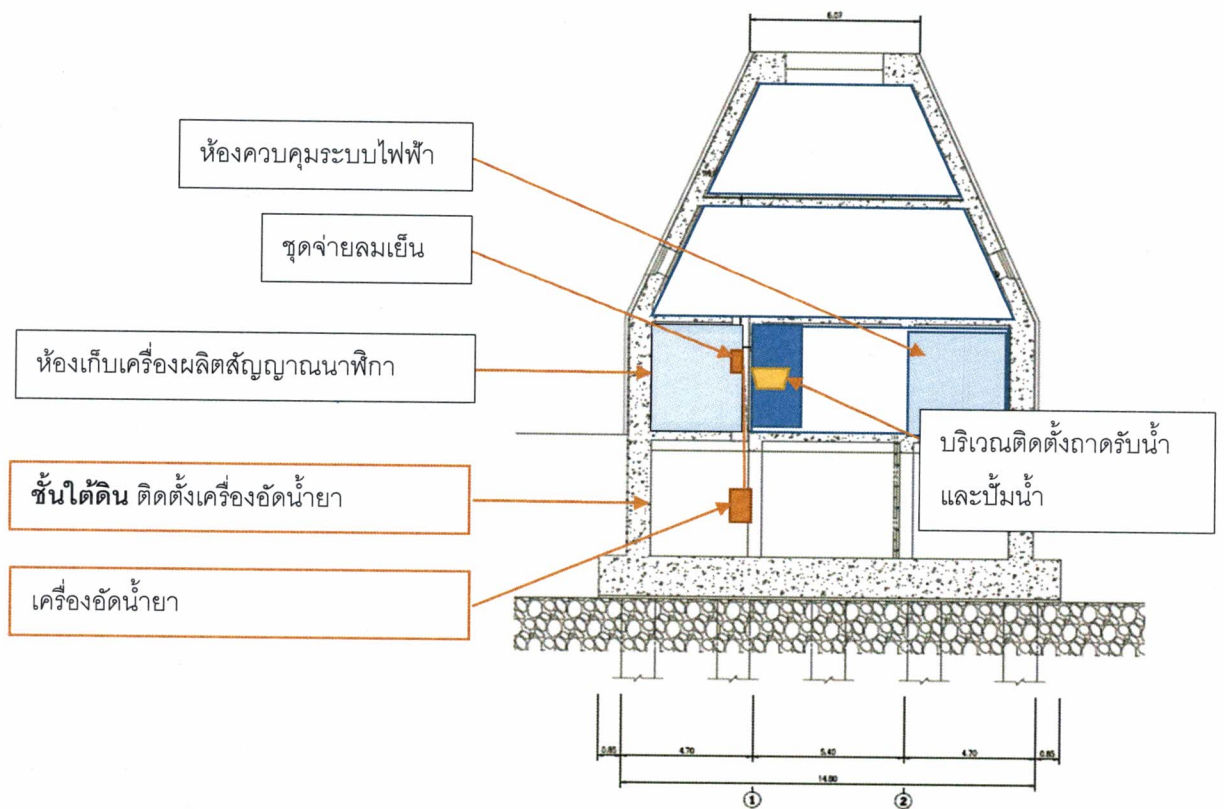 6.07
ห้องควบคุมระบบไฟฟ้า
ชุดจ่ายลมเย็น
ห้องเก็บเครื่องผลิตสัญญาณนาฬิกา
บริเวณติดตั้งถาดรับน้ำ
และปั้มน้ำ
ชั้นใต้ดิน ติดตั้งเครื่องอัดน้ำยา
เครื่องอัดน้ำยา
0.85 4.70 5.40 4.70 0.85
14.80
1 2